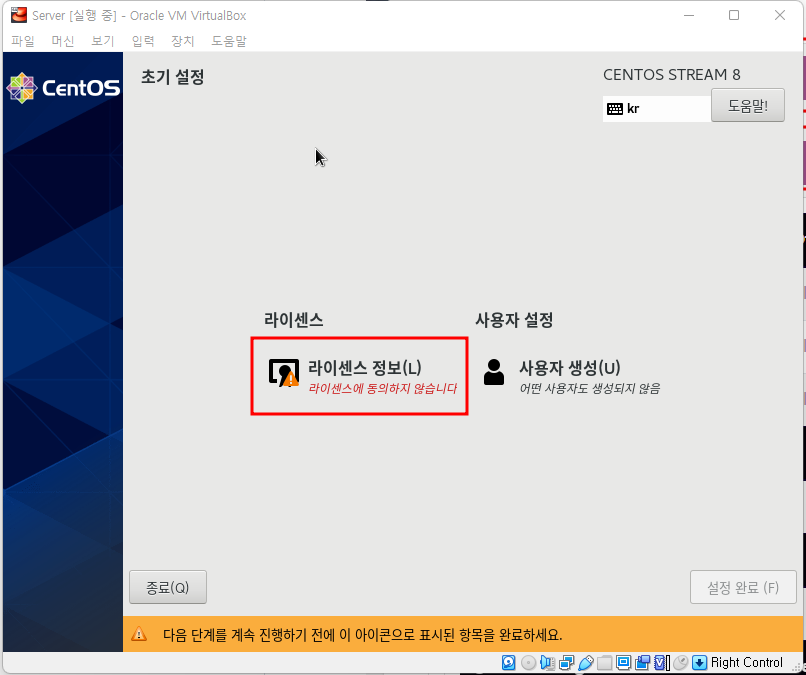 Server [실행 중] - Oracle VM VirtualBox
파일 머신 보기 입력 장치 도움말
CentOS
초기 설정
CENTOS STREAM 8
kr
도움말!
라이센스
사용자 설정
라이센스 정보(L)
라이센스에 동의하지 않습니다
사용자 생성(U)
어떤 사용자도 생성되지 않음
종료(Q)
설정 완료 (F)
다음 단계를 계속 진행하기 전에 이 아이콘으로 표시된 항목을 완료하세요.
Right Control